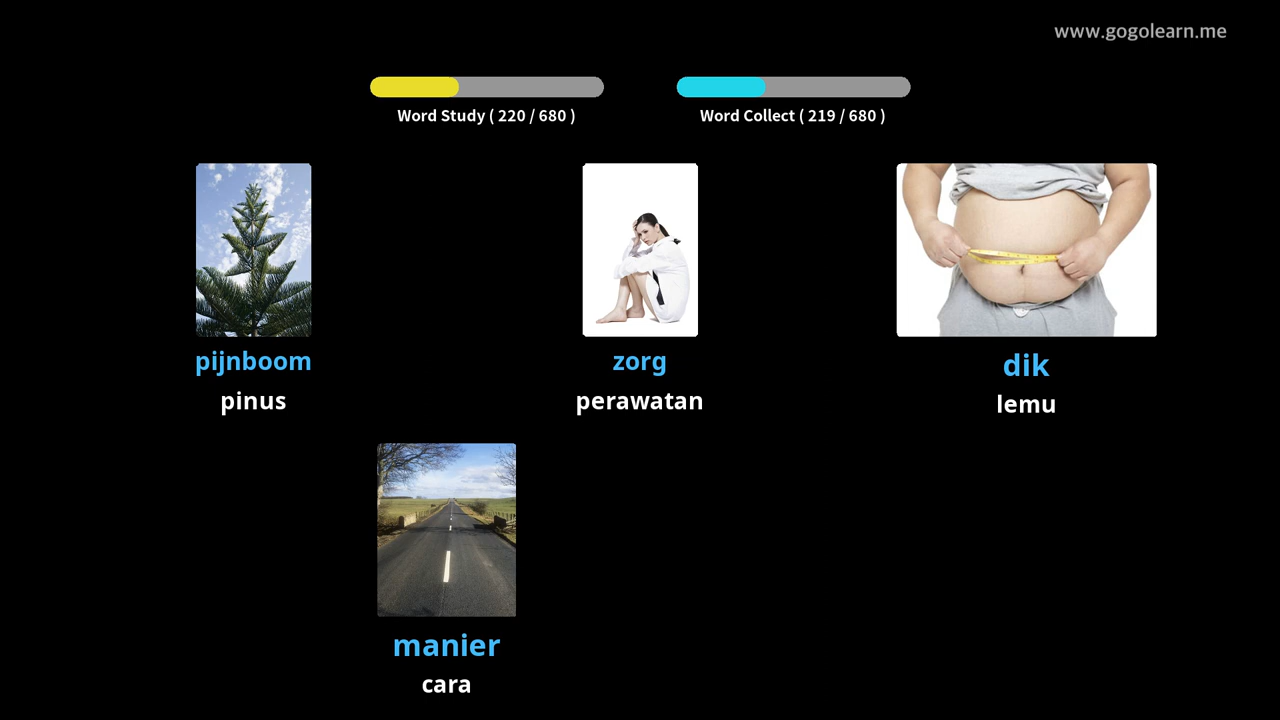 www.gogolearn.me
Word Study ( 220 / 680 )
Word Collect ( 219 / 680 )
pijnboom
pinus
zorg
perawatan
dik
lemu
manier
cara